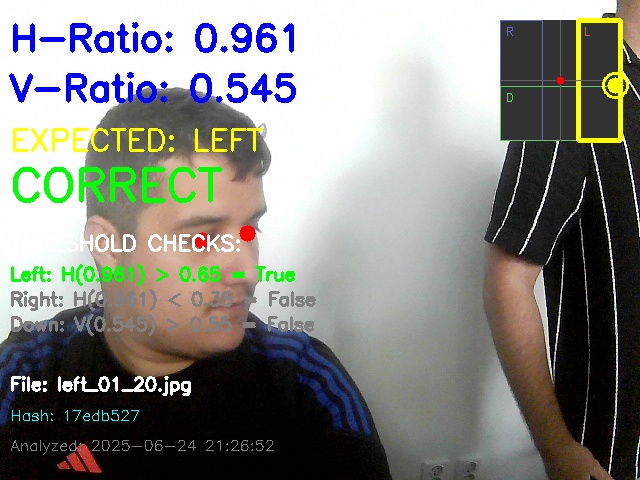 H-Ratio: 0.961
V-Ratio: 0.545
EXPECTED: LEFT
CORRECT
THRESHOLD CHECKS:
Left: H(0.961) > 0.65 = True
Right: H(0.961) < 0.35 = False
Down: V(0.545) > 0.55 = False
File: left_01_20.jpg
Hash: 17edb527
Analyzed: 2025-06-24 21:26:52
R
L
D